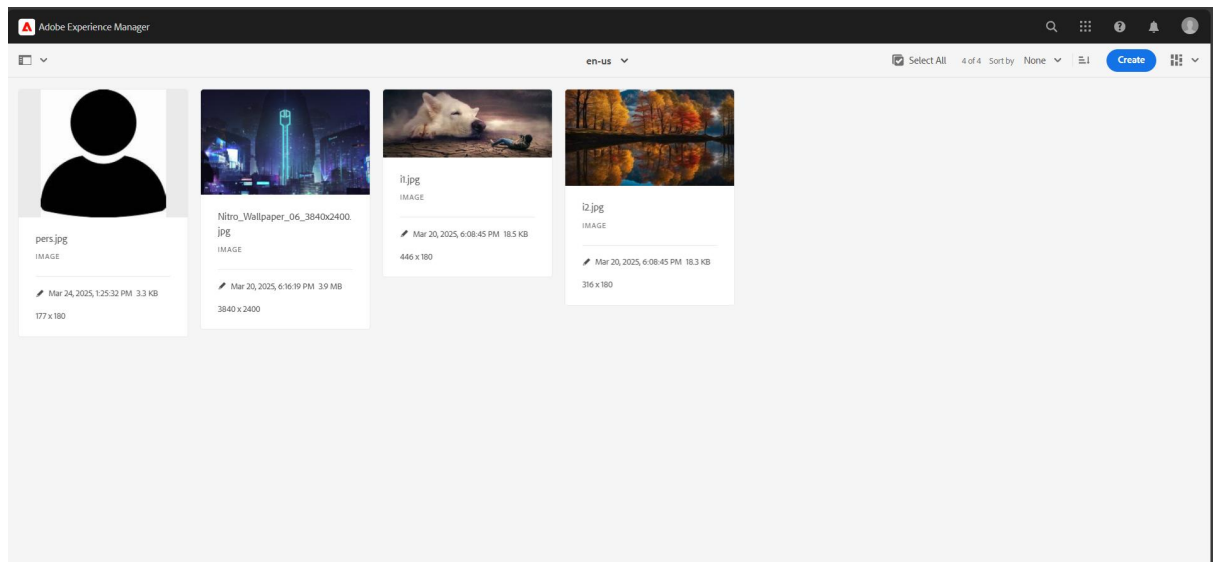 Adobe Experience Manager
en-us
Select All 4 of 4 Sort by None Create
pers.jpg
IMAGE
Mar 24, 2025, 1:25:32 PM 3.3 KB
177 x 180
Nitro_Wallpaper_06_3840x2400.
jpg
IMAGE
Mar 20, 2025, 6:16:19 PM 3.9 MB
3840 x 2400
i1.jpg
IMAGE
Mar 20, 2025, 6:08:45 PM 18.5 KB
446 x 180
i2.jpg
IMAGE
Mar 20, 2025, 6:08:45 PM 18.3 KB
316 x 180